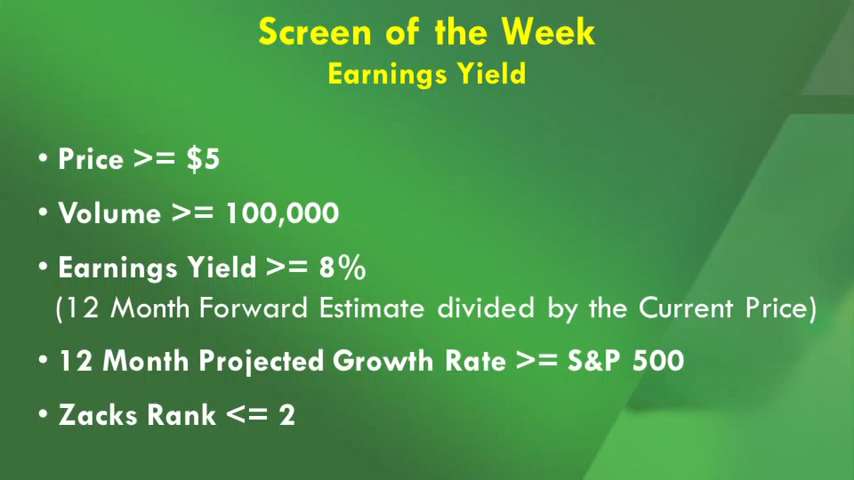 Screen of the Week
Earnings Yield
• Price >= $5
• Volume >= 100,000
• Earnings Yield >= 8%
(12 Month Forward Estimate divided by the Current Price)
• 12 Month Projected Growth Rate >= S&P 500
• Zacks Rank <= 2